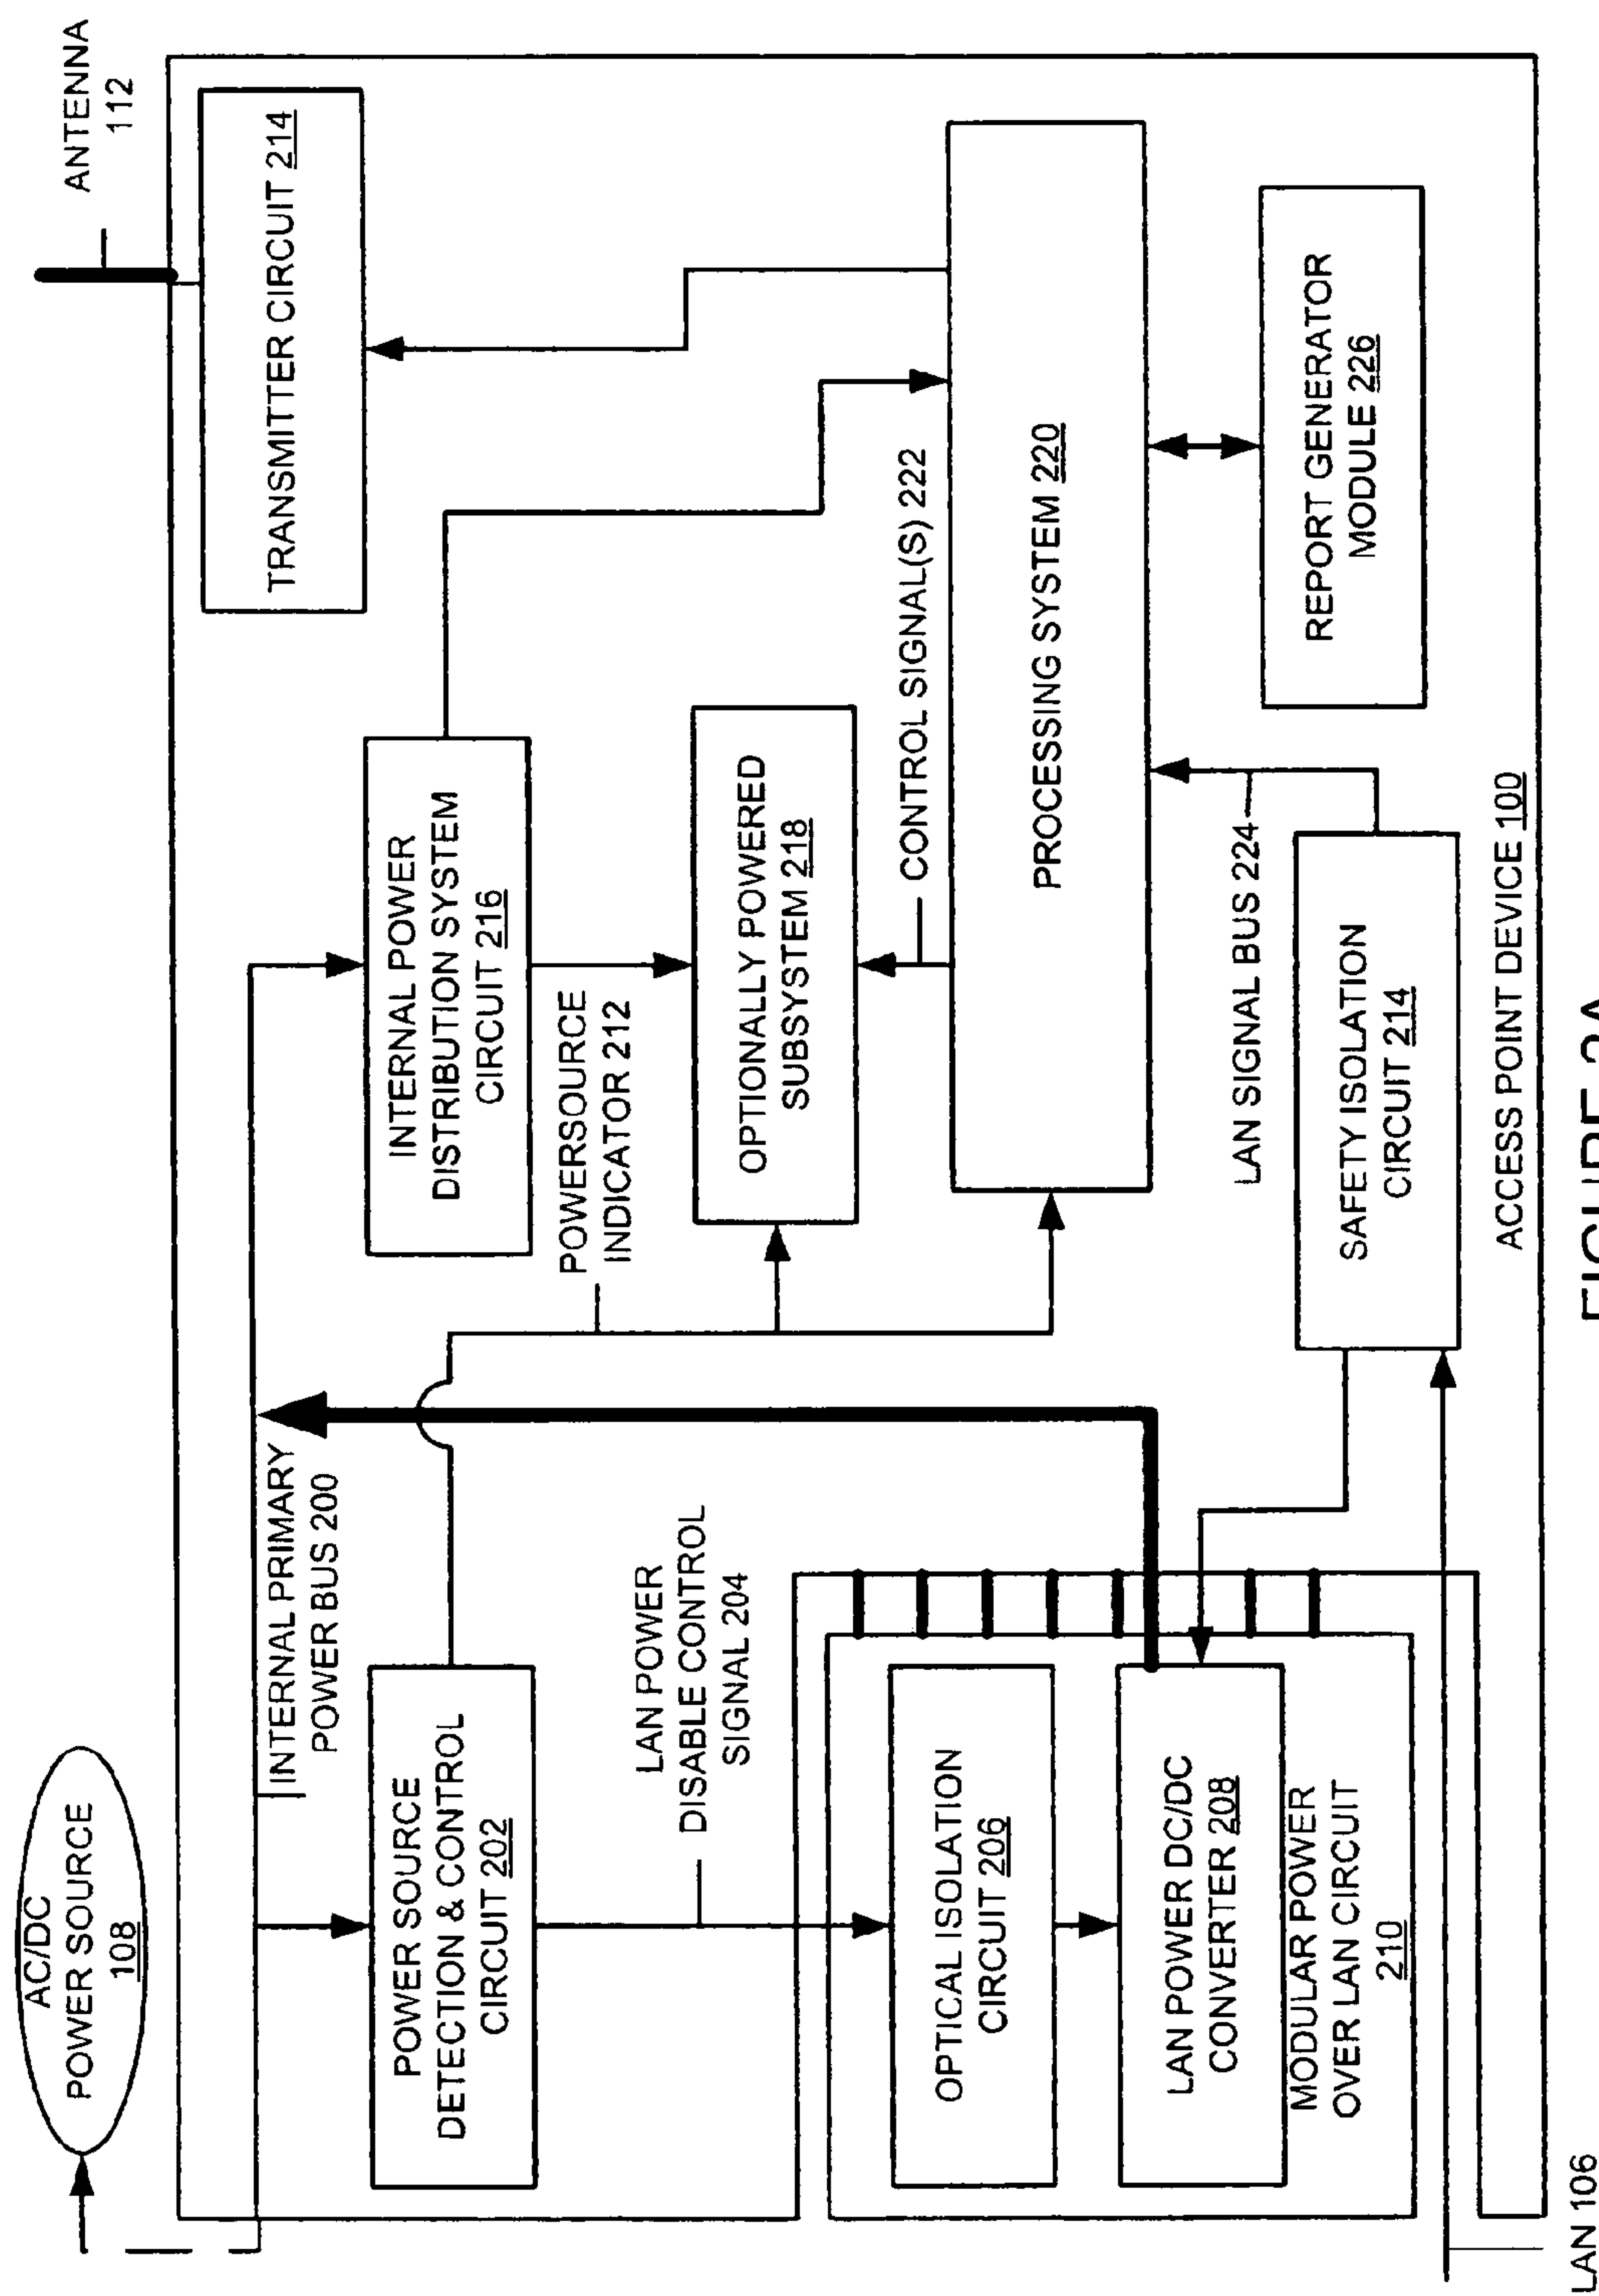 AC/DC
POWER SOURCE
108
ANTENNA
112
INTERNAL PRIMARY
POWER BUS 200
TRANSMITTER CIRCUIT 214
POWER SOURCE
DETECTION & CONTROL
CIRCUIT 202
INTERNAL POWER
DISTRIBUTION SYSTEM
CIRCUIT 216
POWERSOURCE
INDICATOR 212
LAN POWER
DISABLE CONTROL
SIGNAL 204
OPTIONALLY POWERED
SUBSYSTEM 218
CONTROL SIGNAL(S) 222
OPTICAL ISOLATION
CIRCUIT 206
PROCESSING SYSTEM 220
LAN POWER DC/DC
CONVERTER 208
MODULAR POWER
OVER LAN CIRCUIT
210
LAN SIGNAL BUS 224
SAFETY ISOLATION
CIRCUIT 214
REPORT GENERATOR
MODULE 226
ACCESS POINT DEVICE 100
LAN 106